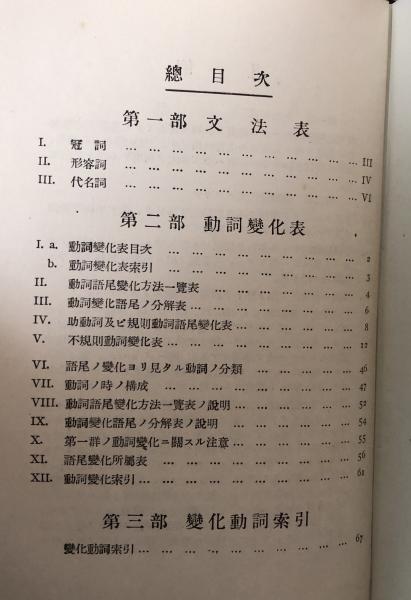 總目次
第一部 文法表
I. 冠詞 … … … … … … … … … … III
II. 形容詞 … … … … … … … … … … IV
III. 代名詞 … … … … … … … … … … VI
第二部 動詞變化表
I. a. 動詞變化表目次 … … … … … … … 2
b. 動詞變化表索引 … … … … … … … 3
II. 動詞語尾變化方法一覽表 … … … … … 4
III. 動詞變化語尾ノ分解表 … … … … … 6
IV. 助動詞及ビ規則動詞語尾變化表 … … … … 8
V. 不規則動詞變化表 … … … … … … … 12
VI. 語尾ノ變化ヨリ見タル動詞ノ分類 … … … … 46
VII. 動詞ノ時ノ構成 … … … … … … … 47
VIII. 動詞語尾變化方法一覽表ノ說明 … … … … 52
IX. 動詞變化語尾ノ分解表ノ說明 … … … … 54
X. 第一群ノ動詞變化ニ關スル注意 … … … … 55
XI. 語尾變化所屬表 … … … … … … … 56
XII. 動詞變化索引 … … … … … … … … 61
第三部 變化動詞索引
變化動詞索引 … … … … … … … … 67